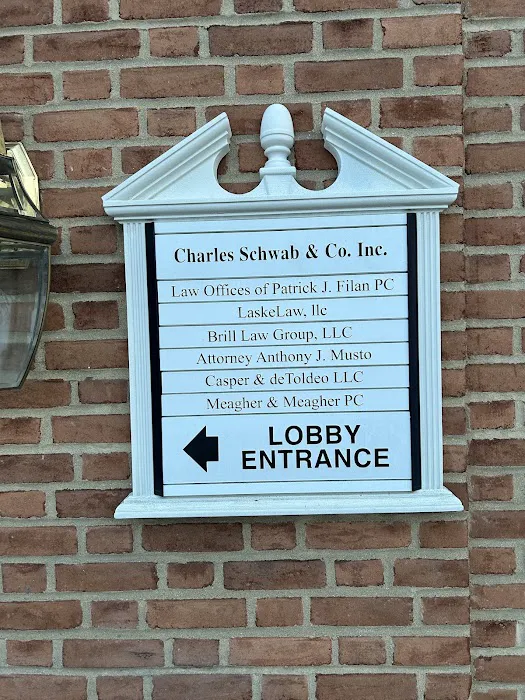 Charles Schwab & Co. Inc.
Law Offices of Patrick J. Filan PC
LaskeLaw, llc
Brill Law Group, LLC
Attorney Anthony J. Musto
Casper & deToldeo LLC
Meagher & Meagher PC
LOBBY
ENTRANCE